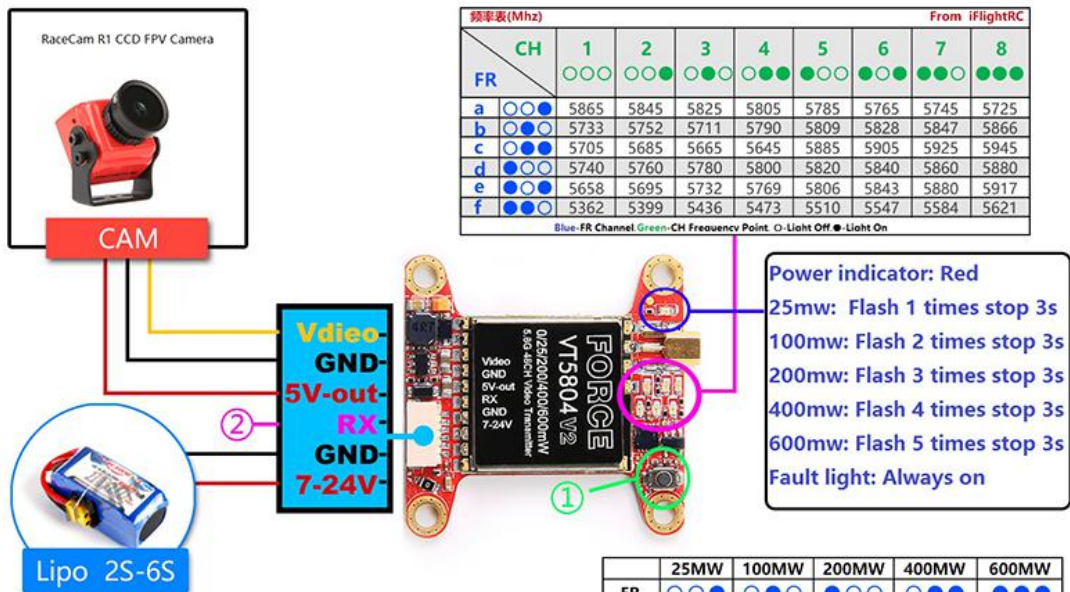 频率表(Mhz) From iFlightRC
CH 1 2 3 4 5 6 7 8
FR
a 5865 5845 5825 5805 5785 5765 5745 5725
b 5733 5752 5711 5790 5809 5828 5847 5866
c 5705 5685 5665 5645 5885 5905 5925 5945
d 5740 5760 5780 5800 5820 5840 5860 5880
e 5658 5695 5732 5769 5806 5843 5880 5917
f 5362 5399 5436 5473 5510 5547 5584 5621
Blue-FR Channel.Green-CH Frequency Point. O-Light Off.●-Light On
RaceCam R1 CCD FPV Camera
CAM
Vdieo
GND
5V-out
RX
GND
7-24V
②
Lipo 2S-6S
4R7
Video
GND
5V-out
RX
GND
7-24V
FORCE
VT5804 V2
0/25/200/400/600mW
5.8G 48CH Video Transmitter
①
Power indicator: Red
25mw: Flash 1 times stop 3s
100mw: Flash 2 times stop 3s
200mw: Flash 3 times stop 3s
400mw: Flash 4 times stop 3s
600mw: Flash 5 times stop 3s
Fault light: Always on
25MW 100MW 200MW 400MW 600MW
FR